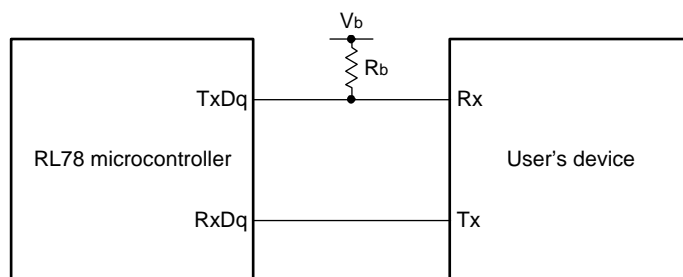 Vb
Rb
TxDq
Rx
RL78 microcontroller
User's device
RxDq
Tx